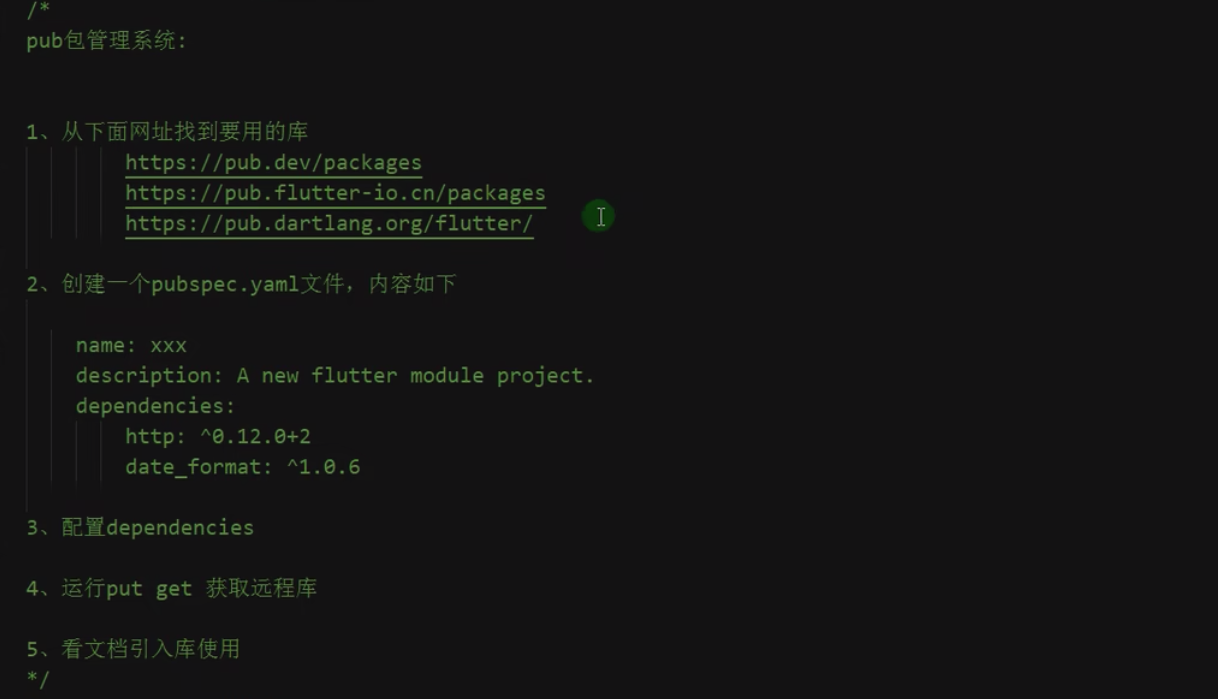 /*
pub包管理系统:
1、从下面网址找到要用的库
https://pub.dev/packages
https://pub.flutter-io.cn/packages
https://pub.dartlang.org/flutter/
2、创建一个pubspec.yaml文件，内容如下
name: xxx
description: A new flutter module project.
dependencies:
http: ^0.12.0+2
date_format: ^1.0.6
3、配置dependencies
4、运行put get 获取远程库
5、看文档引入库使用
*/